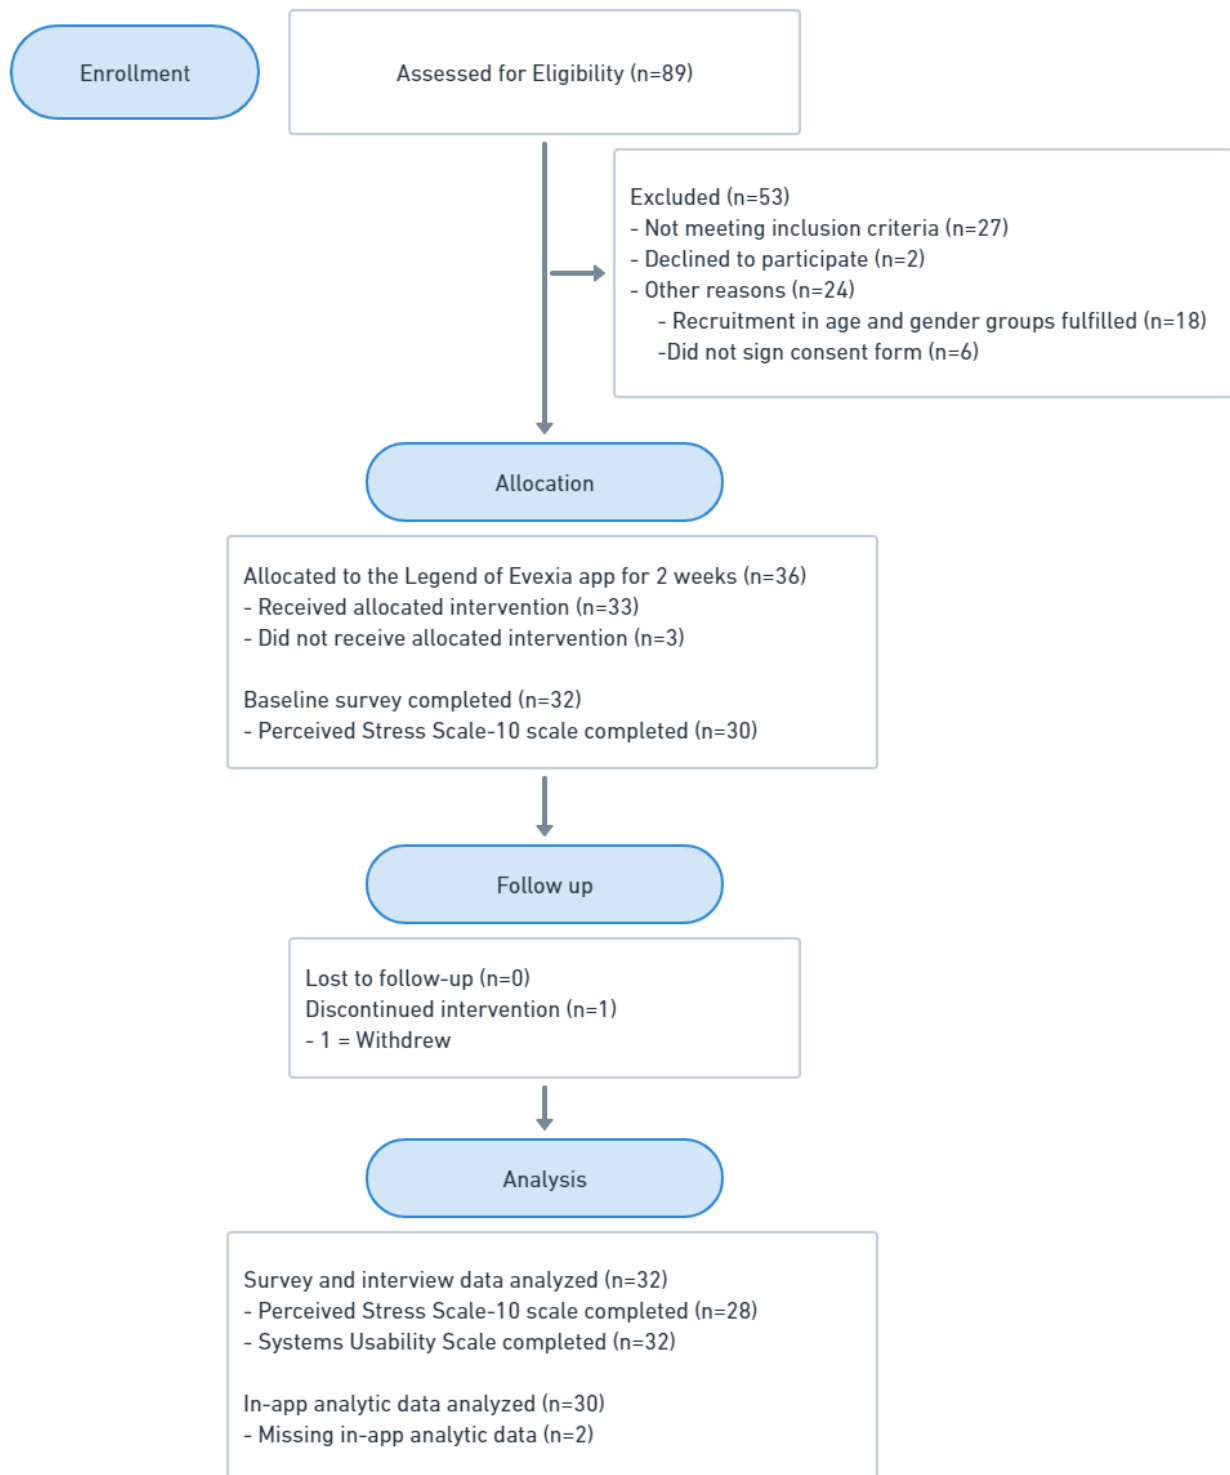 Enrollment
Assessed for Eligibility (n=89)
Excluded (n=53)
- Not meeting inclusion criteria (n=27)
- Declined to participate (n=2)
- Other reasons (n=24)
- Recruitment in age and gender groups fulfilled (n=18)
-Did not sign consent form (n=6)
Allocation
Allocated to the Legend of Evexia app for 2 weeks (n=36)
- Received allocated intervention (n=33)
- Did not receive allocated intervention (n=3)
Baseline survey completed (n=32)
- Perceived Stress Scale-10 scale completed (n=30)
Follow up
Lost to follow-up (n=0)
Discontinued intervention (n=1)
- 1 = Withdrew
Analysis
Survey and interview data analyzed (n=32)
- Perceived Stress Scale-10 scale completed (n=28)
- Systems Usability Scale completed (n=32)
In-app analytic data analyzed (n=30)
- Missing in-app analytic data (n=2)